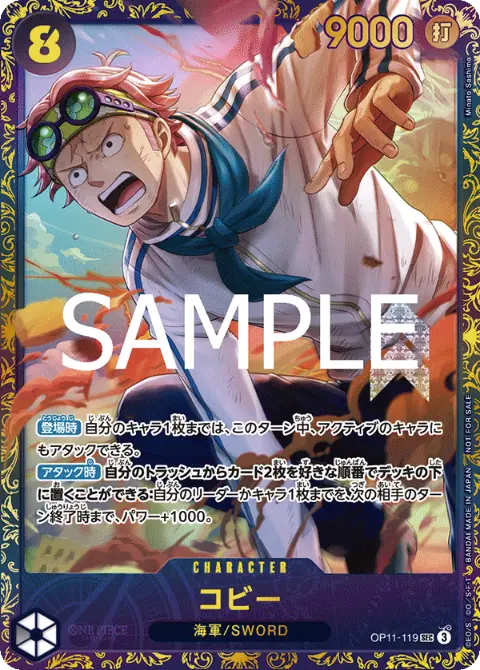 8
9000
打
Minato Sashima
SAMPLE
登場時 自分のキャラ1枚までは、このターン中、アクティブのキャラに
もアタックできる。
アタック時 自分のトラッシュからカード2枚を好きな順番でデッキの下
に置くことができる:自分のリーダーかキャラ1枚までを、次の相手のター
ン終了時まで、パワー+1000。
CHARACTER
コビー
海軍/SWORD
ONE PIECE
OP11-119 SEC 3
©E.O/S. ©E.O./S.・F・T BANDAI MADE IN JAPAN NOT FOR SALE